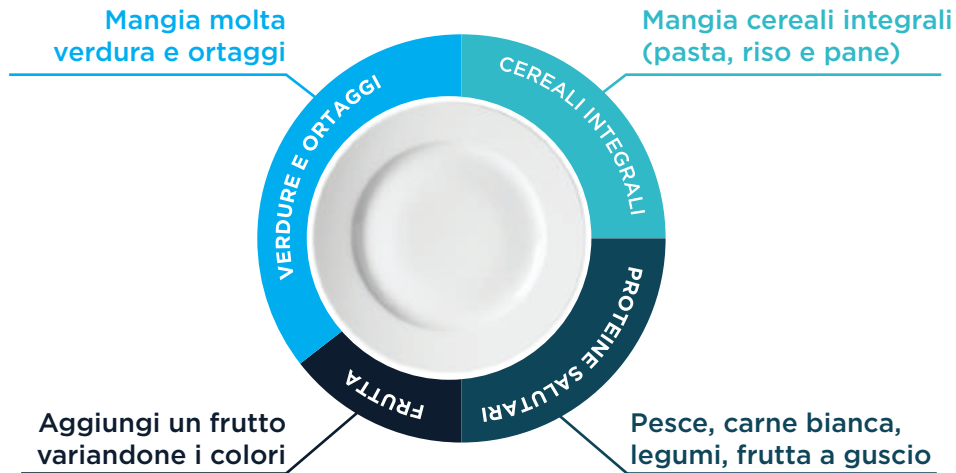 Mangia molta
verdura e ortaggi
Mangia cereali integrali
(pasta, riso e pane)
VERDURE E ORTAGGI
CEREALI INTEGRALI
FRUTTA
PROTEINE SALUTARI
Aggiungi un frutto
variandone i colori
Pesce, carne bianca,
legumi, frutta a guscio